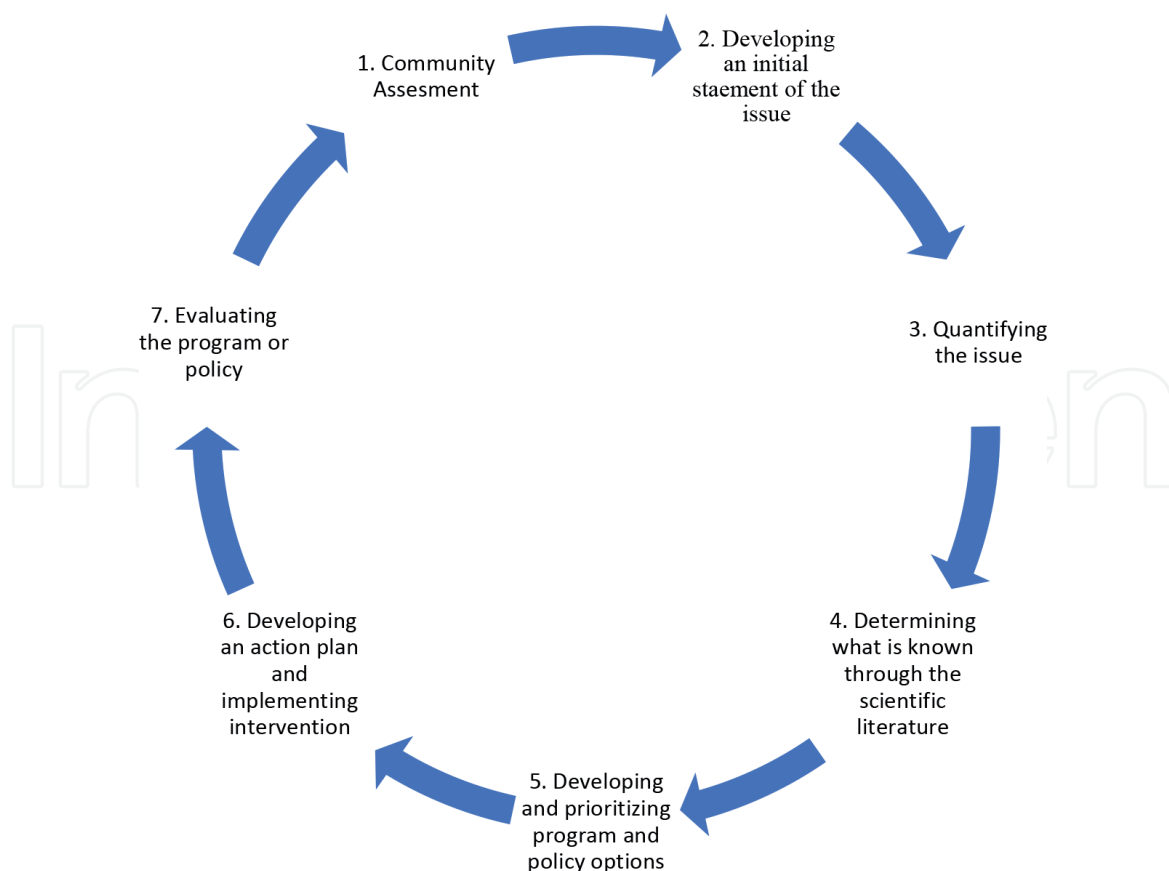 1. Community
Assesment
2. Developing
an initial
staement of the
issue
3. Quantifying
the issue
4. Determining
what is known
through the
scientific
literature
5. Developing
and prioritizing
program and
policy options
6. Developing
an action plan
and
implementing
intervention
7. Evaluating
the program or
policy